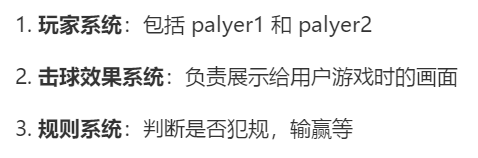 1. 玩家系统：包括 palyer1 和 palyer2
2. 击球效果系统：负责展示给用户游戏时的画面
3. 规则系统：判断是否犯规，输赢等